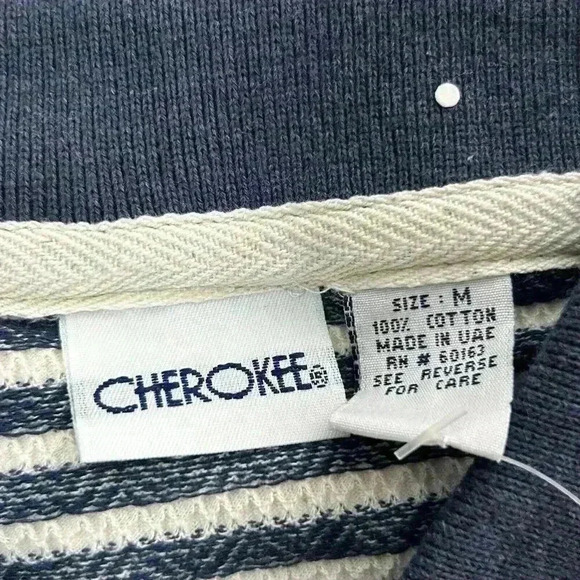 CHEROKEE®
SIZE : M
100% COTTON
MADE IN UAE
RN # 60163
SEE REVERSE
FOR CARE